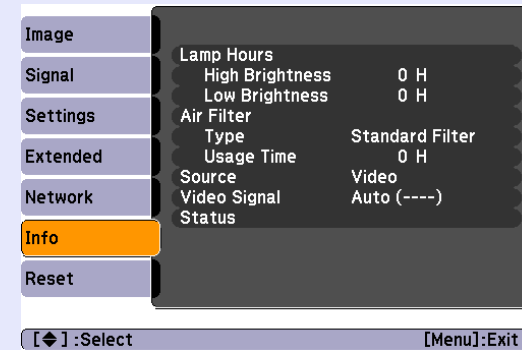 Image
Signal
Settings
Extended
Network
Info
Reset
Lamp Hours
High Brightness 0 H
Low Brightness 0 H
Air Filter
Type Standard Filter
Usage Time 0 H
Source Video
Video Signal Auto (----)
Status
[◆] :Select [Menu]:Exit